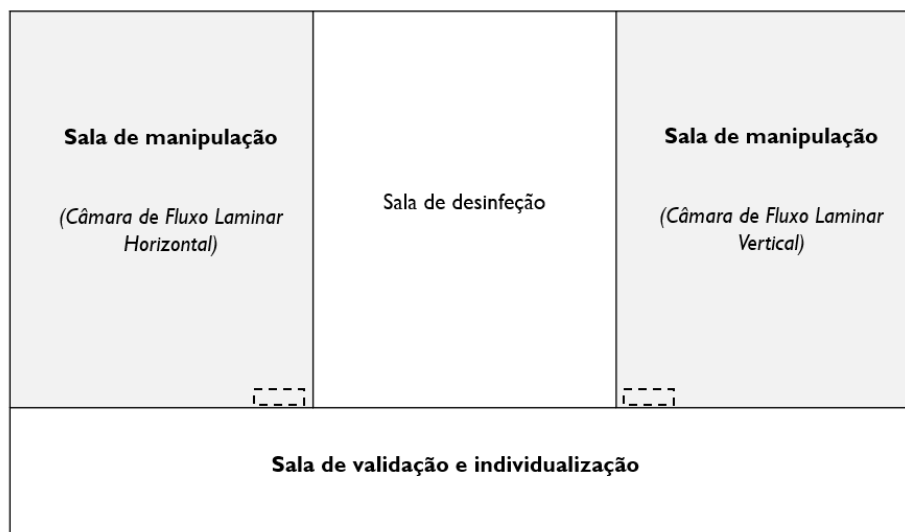 Sala de manipulação
(Câmara de Fluxo Laminar
Horizontal)
Sala de desinfeção
Sala de manipulação
(Câmara de Fluxo Laminar
Vertical)
Sala de validação e individualização